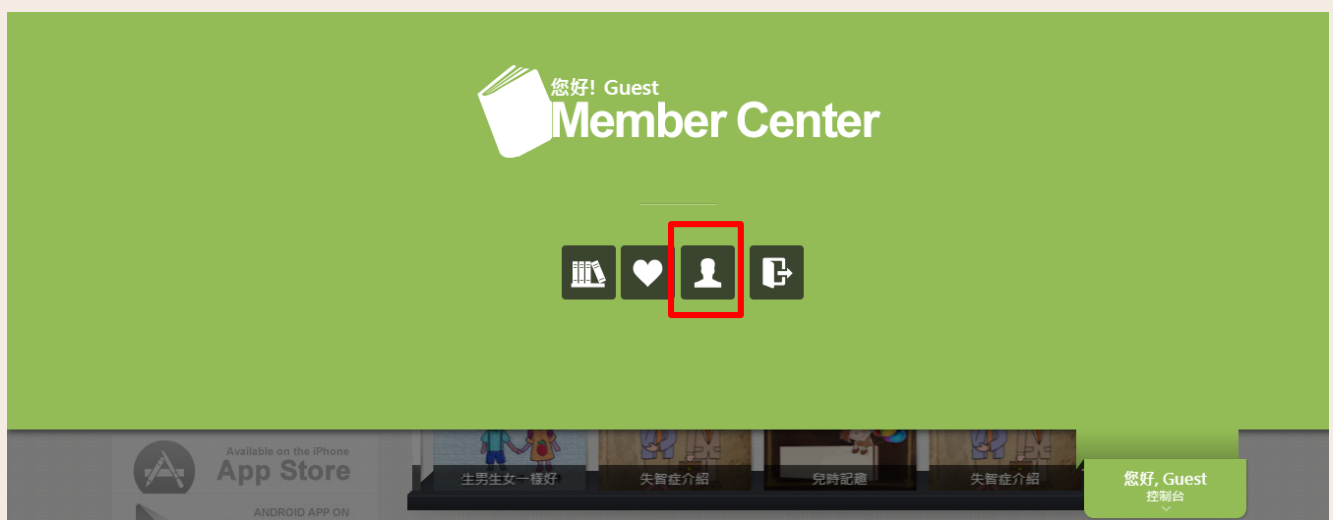 您好! Guest
Member Center
Available on the iPhone
App Store
ANDROID APP ON
生男生女一樣好
失智症介紹
兒時記趣
失智症介紹
您好, Guest
控制台